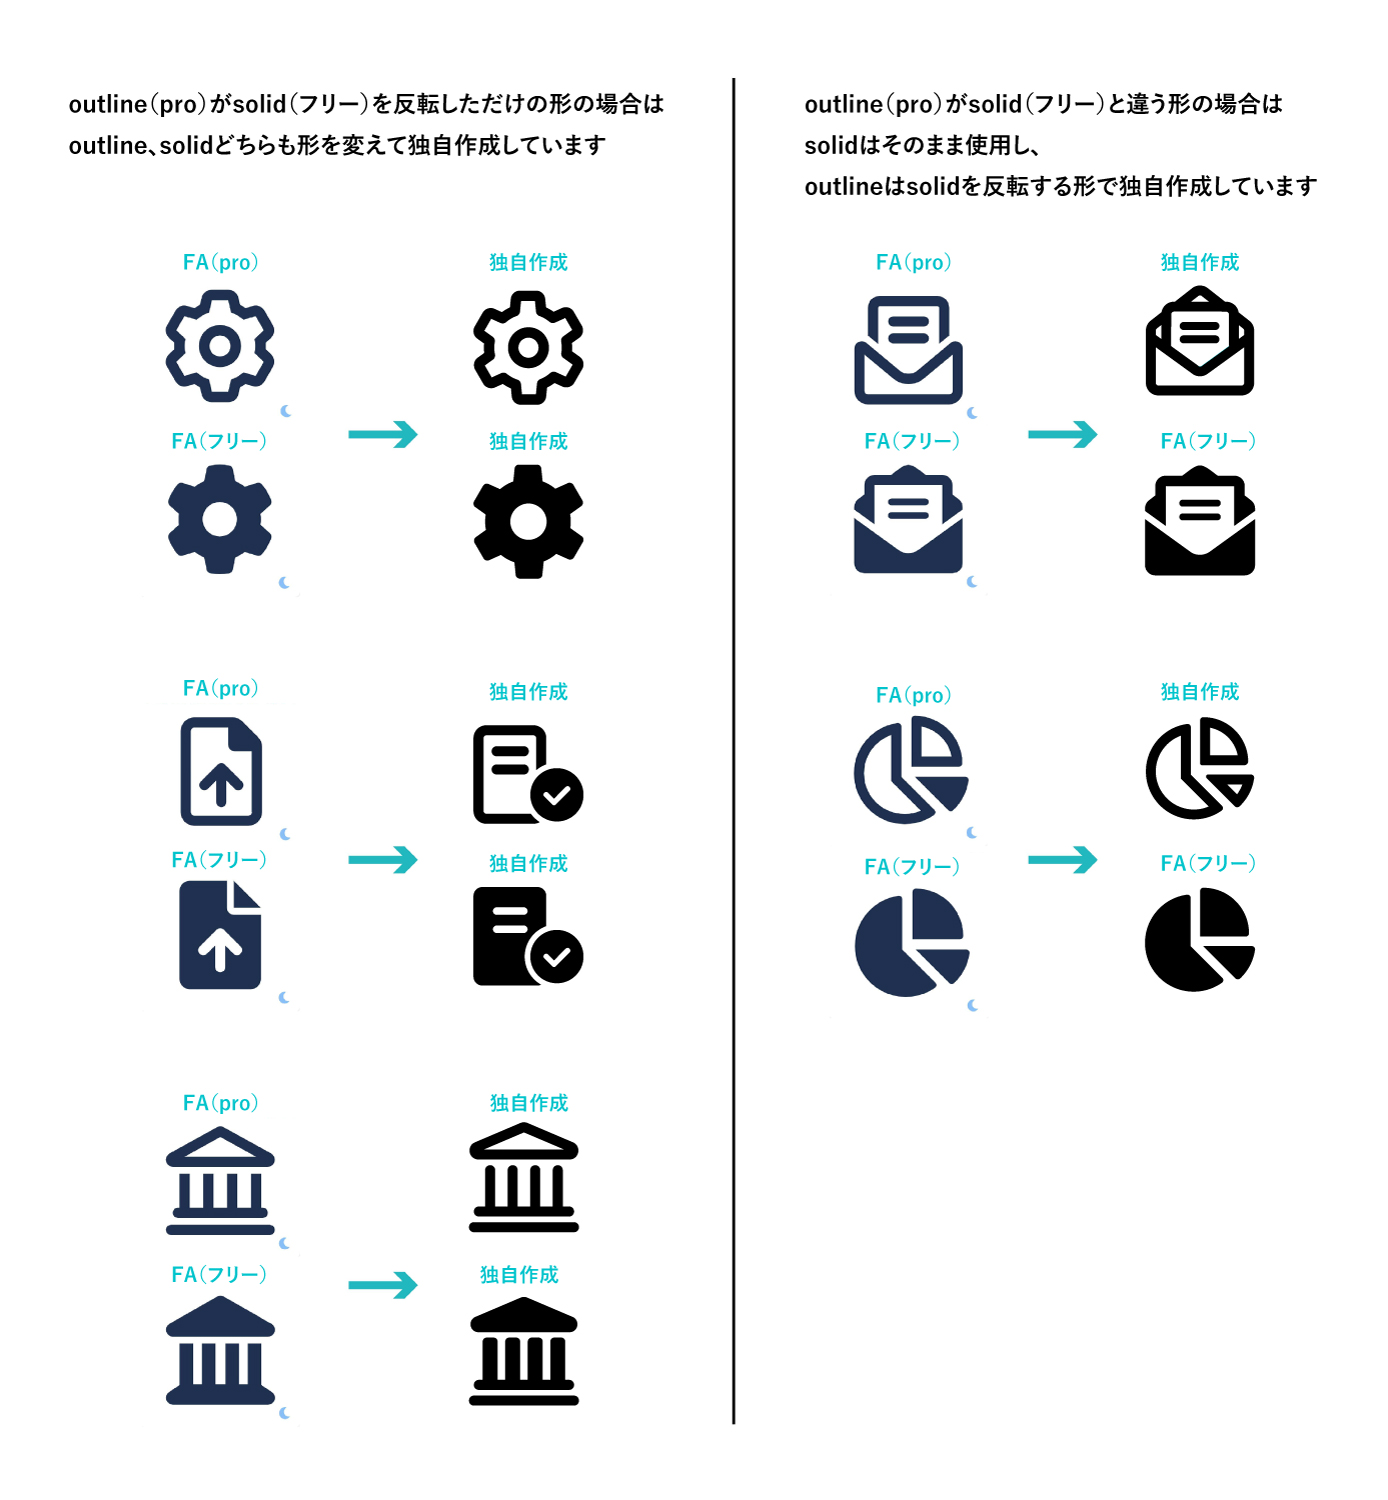 outline（pro）がsolid（フリー）を反転しただけの形の場合は
outline、solidどちらも形を変えて独自作成しています
FA（pro）
独自作成
FA（フリー）
独自作成
FA（pro）
独自作成
FA（フリー）
独自作成
FA（pro）
独自作成
FA（フリー）
独自作成
outline（pro）がsolid（フリー）と違う形の場合は
solidはそのまま使用し、
outlineはsolidを反転する形で独自作成しています
FA（pro）
独自作成
FA（フリー）
FA（フリー）
FA（pro）
独自作成
FA（フリー）
FA（フリー）